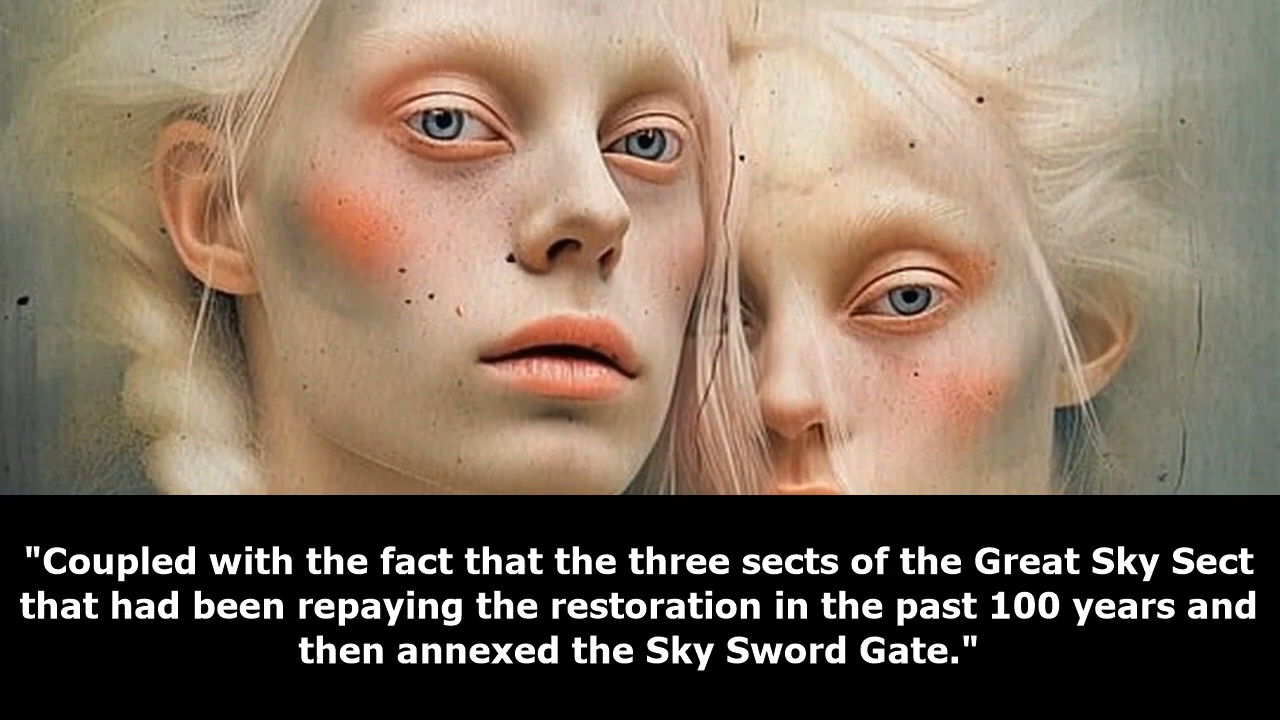 "Coupled with the fact that the three sects of the Great Sky Sect
that had been repaying the restoration in the past 100 years and
then annexed the Sky Sword Gate."